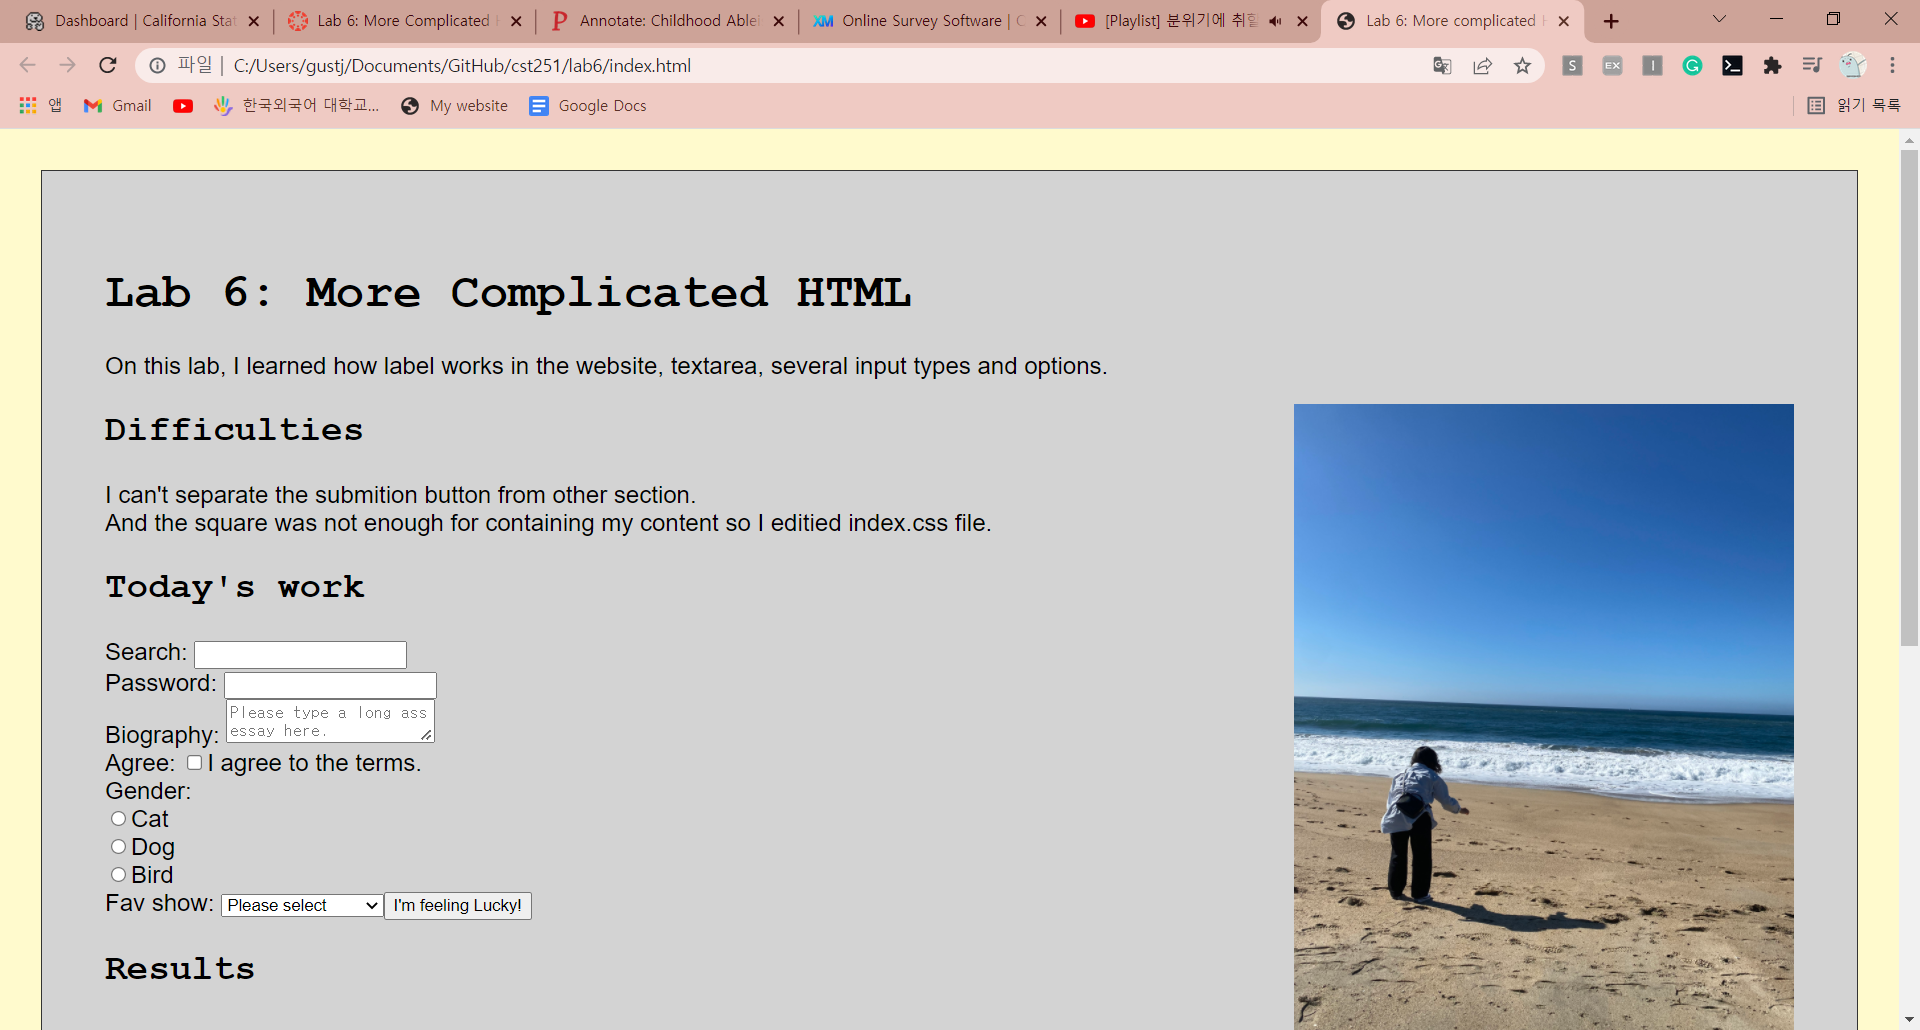 Dashboard | California Stat
Lab 6: More Complicated H
Annotate: Childhood Ablei
XM Online Survey Software | Q
[Playlist] 분위기에 취할
Lab 6: More complicated H
파일 | C:/Users/gustj/Documents/GitHub/cst251/lab6/index.html
S
EX
I
앱
Gmail
한국외국어 대학교...
My website
Google Docs
읽기 목록
Lab 6: More Complicated HTML
On this lab, I learned how label works in the website, textarea, several input types and options.
Difficulties
I can't separate the submition button from other section.
And the square was not enough for containing my content so I editied index.css file.
Today's work
Search:
Password:
Biography: Please type a long ass
essay here.
Agree: I agree to the terms.
Gender:
Cat
Dog
Bird
Fav show: Please select I'm feeling Lucky!
Results